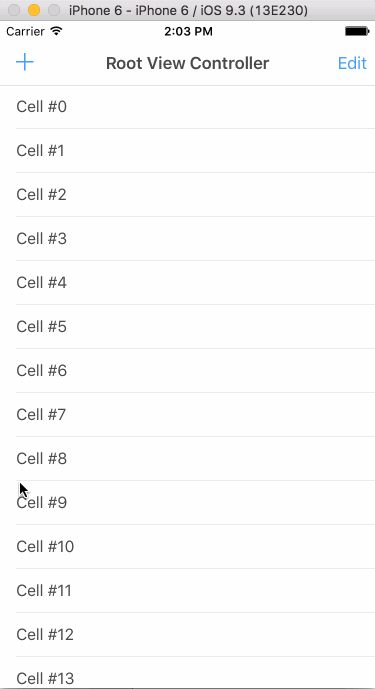 iPhone 6 - iPhone 6 / iOS 9.3 (13E230)
Carrier 2:03 PM
+ Root View Controller Edit
Cell #0
Cell #1
Cell #2
Cell #3
Cell #4
Cell #5
Cell #6
Cell #7
Cell #8
Cell #9
Cell #10
Cell #11
Cell #12
Cell #13